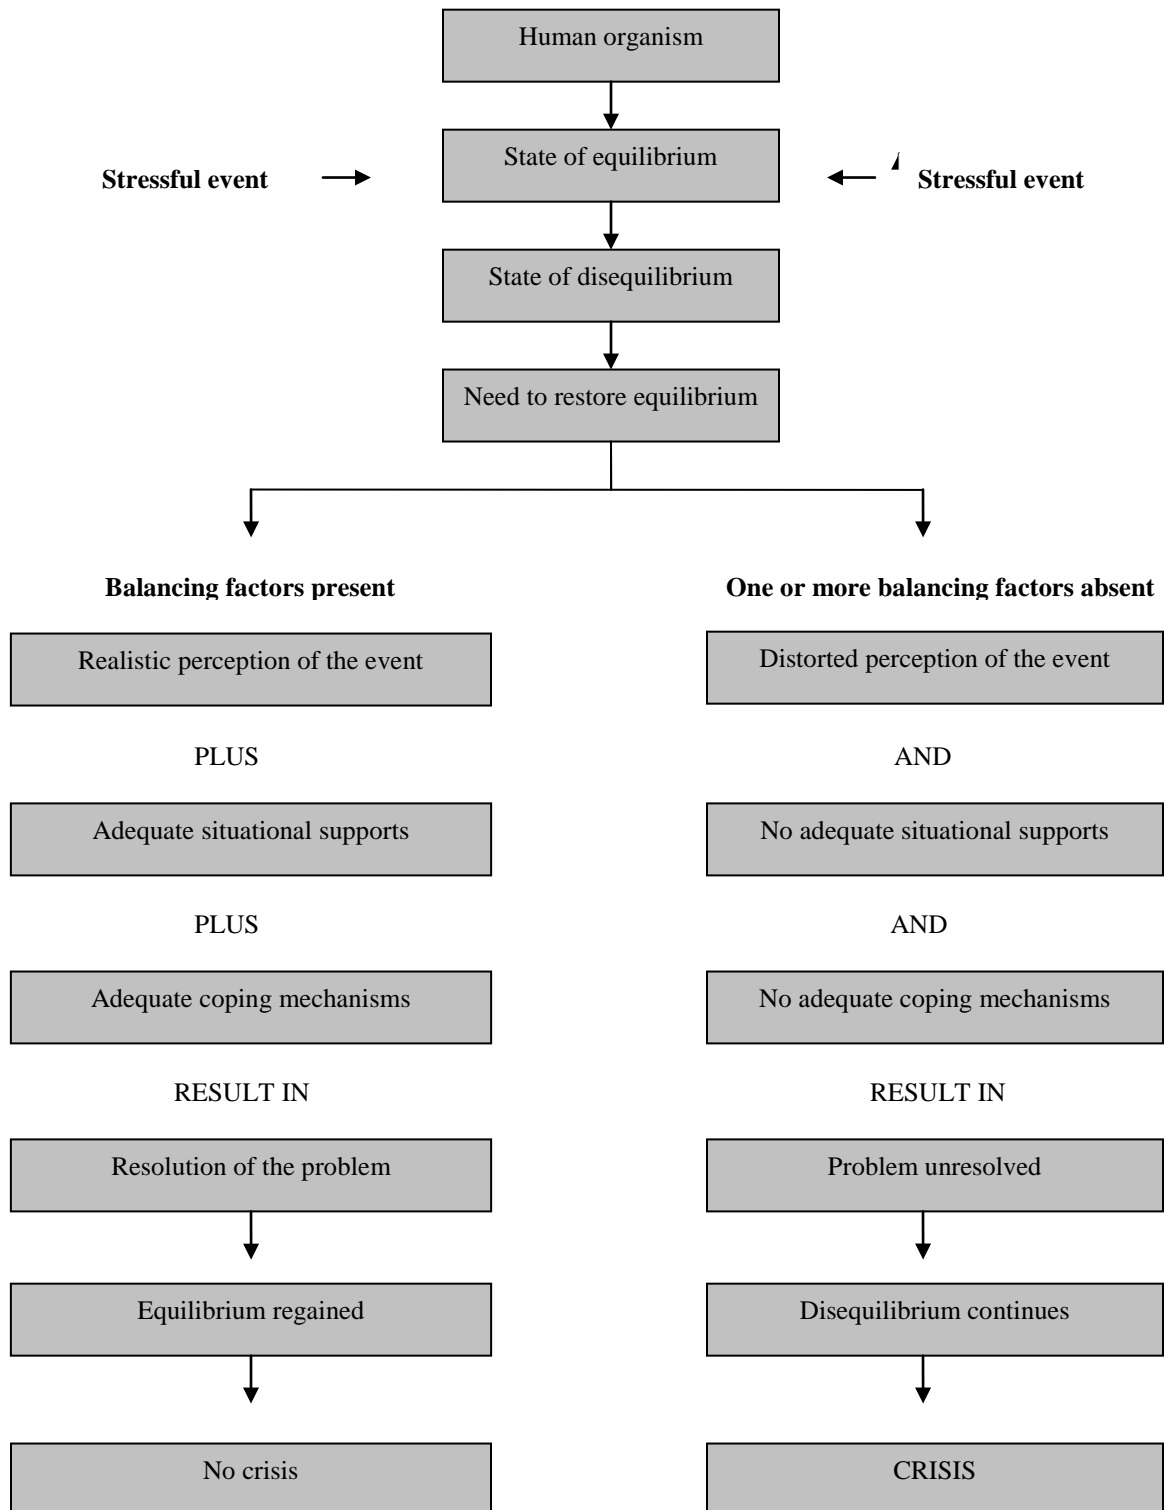 Human organism
State of equilibrium
Stressful event
Stressful event
State of disequilibrium
Need to restore equilibrium
Balancing factors present
Realistic perception of the event
PLUS
Adequate situational supports
PLUS
Adequate coping mechanisms
RESULT IN
Resolution of the problem
Equilibrium regained
No crisis
One or more balancing factors absent
Distorted perception of the event
AND
No adequate situational supports
AND
No adequate coping mechanisms
RESULT IN
Problem unresolved
Disequilibrium continues
CRISIS